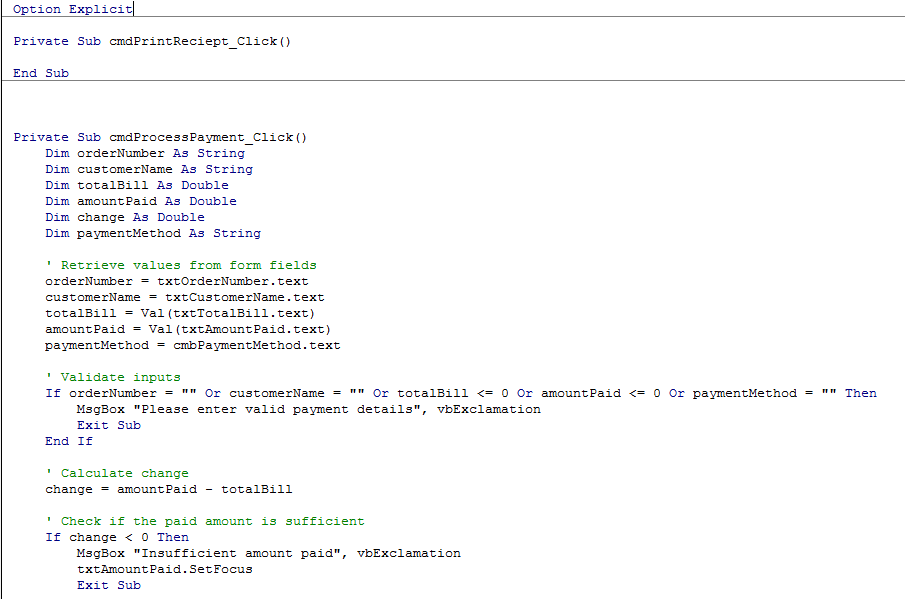 Option Explicit
Private Sub cmdPrintReciept_Click()
End Sub
Private Sub cmdProcessPayment_Click()
Dim orderNumber As String
Dim customerName As String
Dim totalBill As Double
Dim amountPaid As Double
Dim change As Double
Dim paymentMethod As String
' Retrieve values from form fields
orderNumber = txtOrderNumber.text
customerName = txtCustomerName.text
totalBill = Val(txtTotalBill.text)
amountPaid = Val(txtAmountPaid.text)
paymentMethod = cmbPaymentMethod.text
' Validate inputs
If orderNumber = "" Or customerName = "" Or totalBill <= 0 Or amountPaid <= 0 Or paymentMethod = "" Then
MsgBox "Please enter valid payment details", vbExclamation
Exit Sub
End If
' Calculate change
change = amountPaid - totalBill
' Check if the paid amount is sufficient
If change < 0 Then
MsgBox "Insufficient amount paid", vbExclamation
txtAmountPaid.SetFocus
Exit Sub